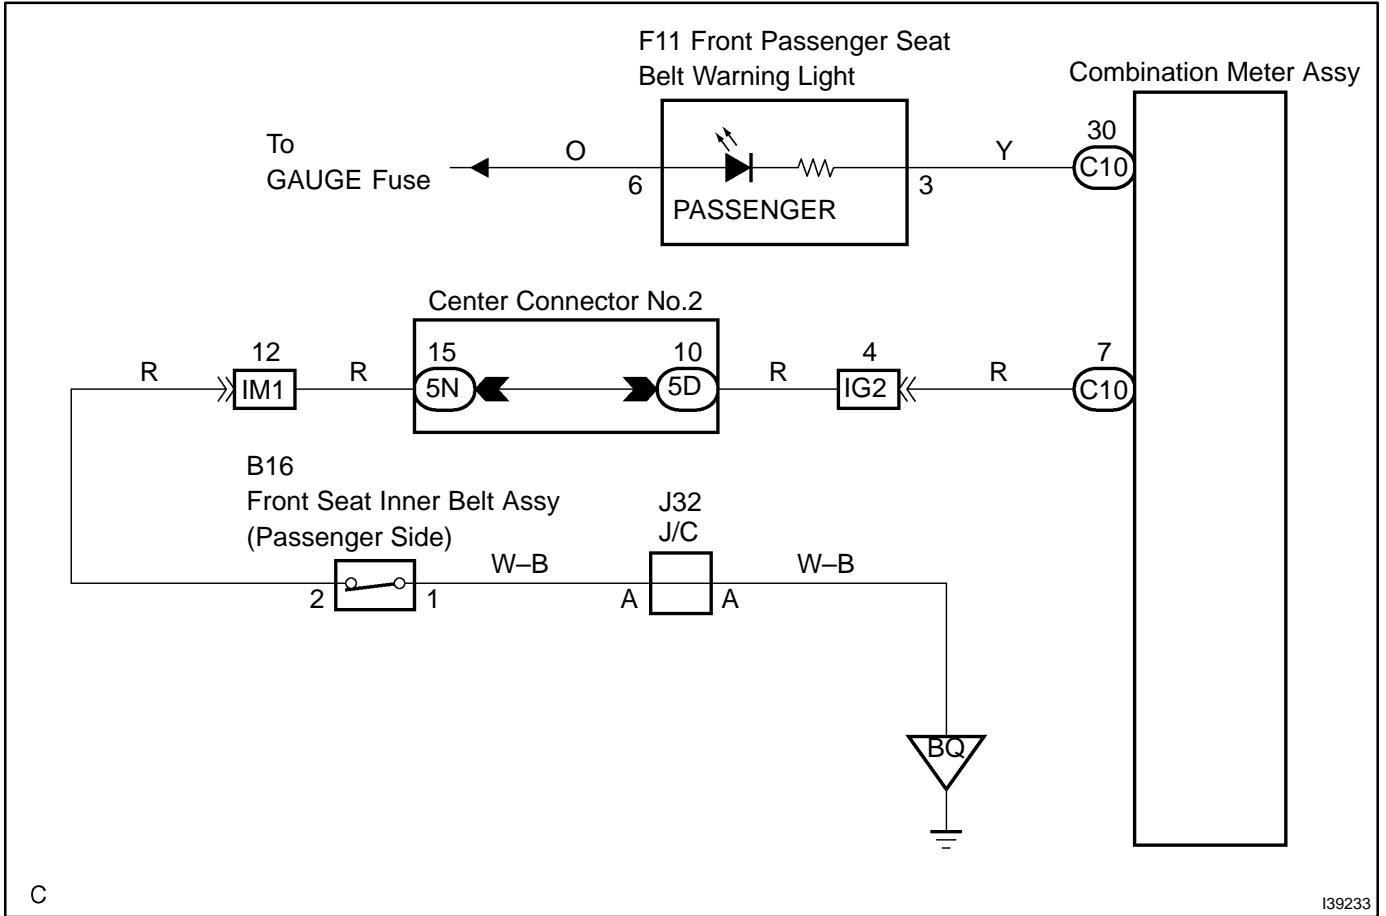 F11 Front Passenger Seat
Belt Warning Light
Combination Meter Assy
To
GAUGE Fuse
O
6
PASSENGER
3
Y
30
C10
Center Connector No.2
R
12
IM1
R
15
5N
10
5D
R
4
IG2
R
7
C10
B16
Front Seat Inner Belt Assy
(Passenger Side)
2
1
W–B
J32
J/C
A
A
W–B
BQ
C
I39233